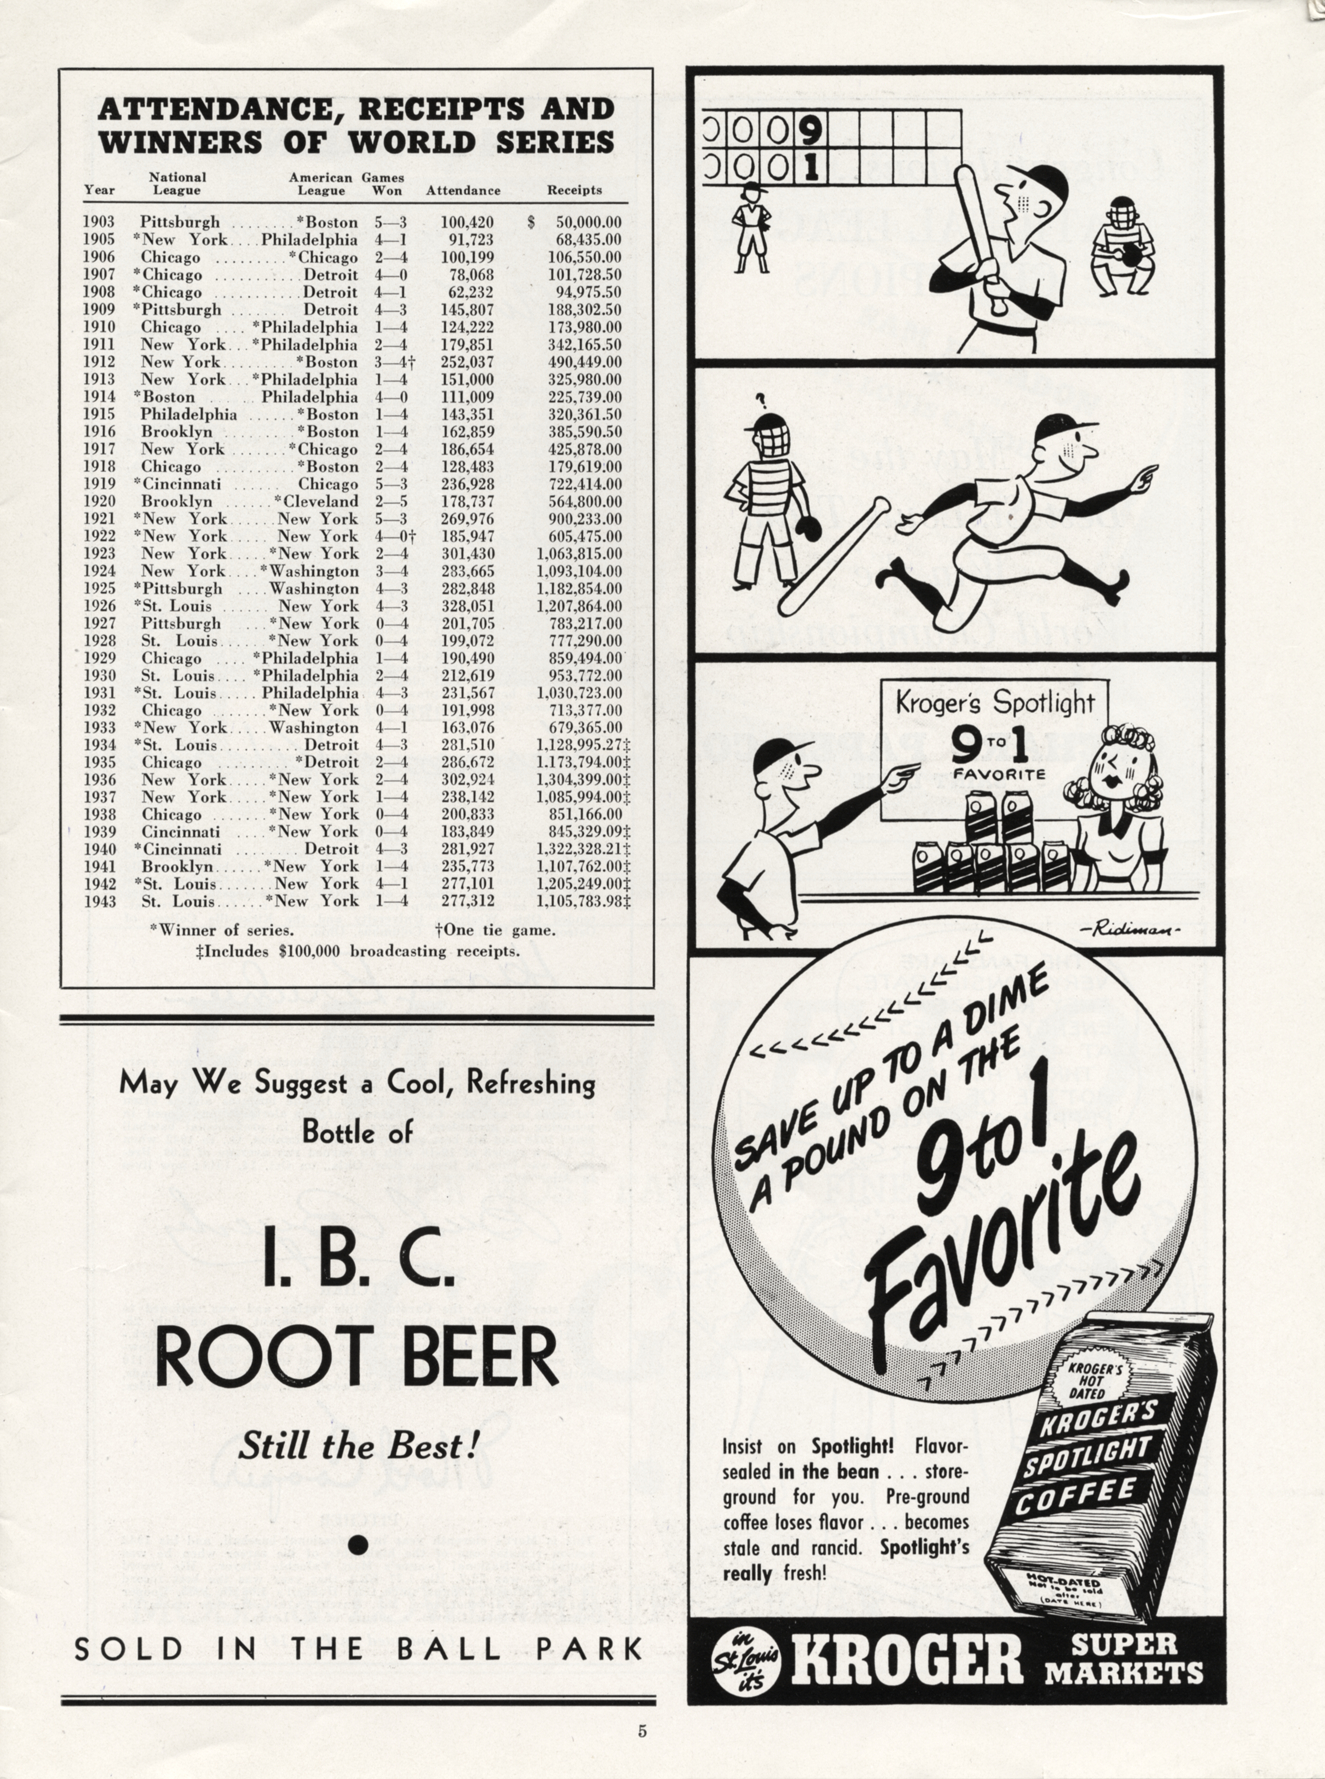 ATTENDANCE, RECEIPTS AND
WINNERS OF WORLD SERIES
Year National League American League Games Won Attendance Receipts
1903 Pittsburgh ........*Boston 5—3 100,420 $ 50,000.00
1905 *New York....Philadelphia 4—1 91,723 68,435.00
1906 Chicago .........*Chicago 2—4 100,199 106,550.00
1907 *Chicago ...........Detroit 4—0 78,068 101,728.50
1908 *Chicago ...........Detroit 4—1 62,232 94,975.50
1909 *Pittsburgh ........Detroit 4—3 145,807 188,302.50
1910 Chicago ....*Philadelphia 1—4 124,222 173,980.00
1911 New York...*Philadelphia 2—4 179,851 342,165.50
1912 New York........*Boston 3—4† 252,037 490,449.00
1913 New York...*Philadelphia 1—4 151,000 325,980.00
1914 *Boston .... Philadelphia 4—0 111,009 225,739.00
1915 Philadelphia ......*Boston 1—4 143,351 320,361.50
1916 Brooklyn .........*Boston 1—4 162,859 385,590.50
1917 New York.......*Chicago 2—4 186,654 425,878.00
1918 Chicago ..........*Boston 2—4 128,483 179,619.00
1919 *Cincinnati ...... Chicago 5—3 236,928 722,414.00
1920 Brooklyn ......*Cleveland 2—5 178,737 564,800.00
1921 *New York......New York 5—3 269,976 900,233.00
1922 *New York..... New York 4—0† 185,947 605,475.00
1923 New York.....*New York 2—4 301,430 1,063,815.00
1924 New York....*Washington 3—4 283,665 1,093,104.00
1925 *Pittsburgh ....Washington 4—3 282,848 1,182,854.00
1926 *St. Louis ...... New York 4—3 328,051 1,207,864.00
1927 Pittsburgh .....*New York 0—4 201,705 783,217.00
1928 St. Louis......*New York 0—4 199,072 777,290.00
1929 Chicago ....*Philadelphia 1—4 190,490 859,494.00
1930 St. Louis....*Philadelphia 2—4 212,619 953,772.00
1931 *St. Louis..... Philadelphia 4—3 231,567 1,030,723.00
1932 Chicago .......*New York 0—4 191,998 713,377.00
1933 *New York.....Washington 4—1 163,076 679,365.00
1934 *St. Louis..........Detroit 4—3 281,510 1,128,995.27‡
1935 Chicago .........*Detroit 2—4 286,672 1,173,794.00‡
1936 New York.....*New York 2—4 302,924 1,304,399.00‡
1937 New York.....*New York 1—4 238,142 1,085,994.00‡
1938 Chicago .......*New York 0—4 200,833 851,166.00
1939 Cincinnati ....*New York 0—4 183,849 845,329.09‡
1940 *Cincinnati ........ Detroit 4—3 281,927 1,322,328.21‡
1941 Brooklyn......*New York 1—4 235,773 1,107,762.00‡
1942 *St. Louis.......New York 4—1 277,101 1,205,249.00‡
1943 St. Louis......*New York 1—4 277,312 1,105,783.98‡
*Winner of series. †One tie game.
‡Includes $100,000 broadcasting receipts.
May We Suggest a Cool, Refreshing
Bottle of
I. B. C.
ROOT BEER
Still the Best!
SOLD IN THE BALL PARK
0 0 0 9
0 0 0 1
?
Kroger's Spotlight
9 TO 1
FAVORITE
-Ridiman-
SAVE UP TO A DIME
A POUND ON THE
9 to 1
Favorite
KROGER'S
HOT
DATED
KROGER'S
SPOTLIGHT
COFFEE
HOT-DATED
Not to be sold
after
(DATE HERE)
Insist on Spotlight! Flavor-
sealed in the bean . . . store-
ground for you. Pre-ground
coffee loses flavor . . . becomes
stale and rancid. Spotlight's
really fresh!
in
St. Louis
it's
KROGER SUPER
MARKETS
5